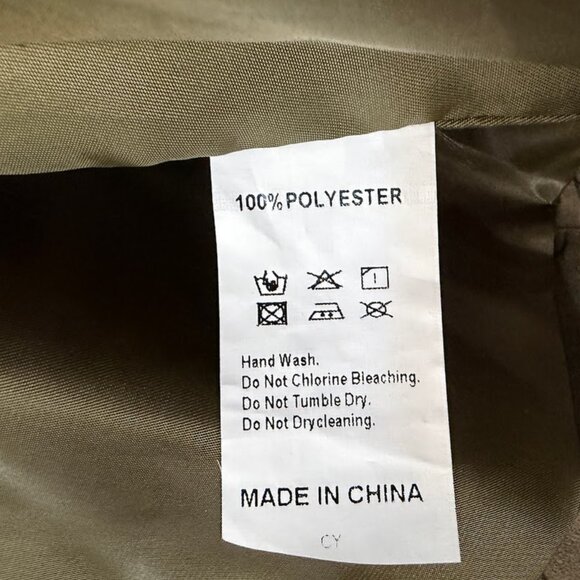 100% POLYESTER
Hand Wash.
Do Not Chlorine Bleaching.
Do Not Tumble Dry.
Do Not Drycleaning.
MADE IN CHINA
CY